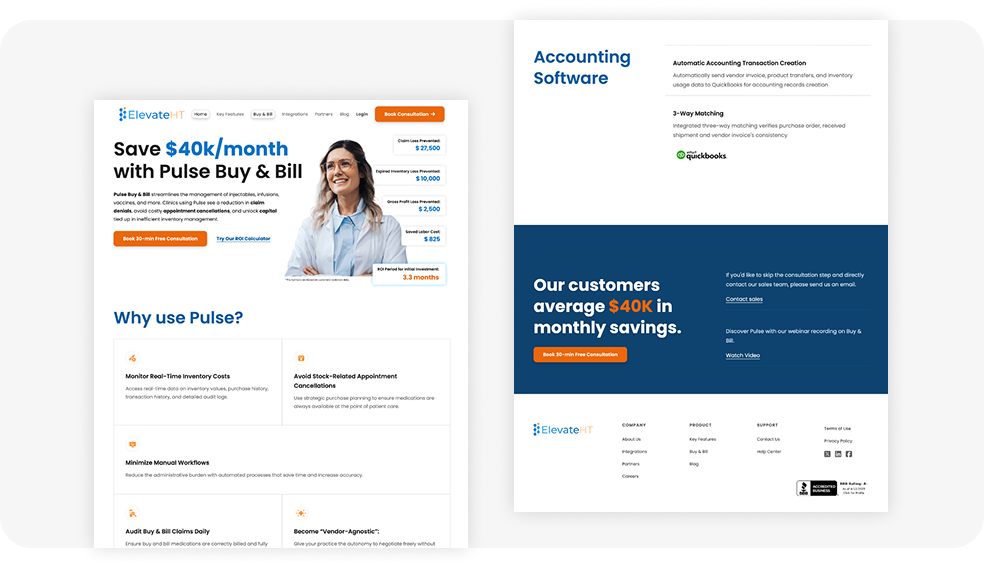 ElevateHT
Home
Key Features
Buy & Bill
Integrations
Partners
Blog
Login
Book Consultation →
Save $40k/month
with Pulse Buy & Bill
Pulse Buy & Bill streamlines the management of injectables, infusions,
vaccines, and more. Clinics using Pulse see a reduction in claim
denials, avoid costly appointment cancellations, and unlock capital
tied up in inefficient inventory management.
Book 30-min Free Consultation
Try Our ROI Calculator
Claim Loss Prevented:
$ 27,500
Expired Inventory Loss Prevented:
$ 10,000
Gross Profit Loss Prevented:
$ 2,500
Saved Labor Cost:
$ 825
ROI Period for Initial Investment:
3.3 months
Why use Pulse?
Monitor Real-Time Inventory Costs
Access real-time data on inventory values, purchase history,
transaction history, and detailed audit logs.
Avoid Stock-Related Appointment
Cancellations
Use strategic purchase planning to ensure medications are
always available at the point of patient care.
Minimize Manual Workflows
Reduce the administrative burden with automated processes that save time and increase accuracy.
Audit Buy & Bill Claims Daily
Ensure buy and bill medications are correctly billed and fully
Become “Vendor-Agnostic”:
Give your practice the autonomy to negotiate freely without
Accounting
Software
Automatic Accounting Transaction Creation
Automatically send vendor invoice, product transfers, and inventory
usage data to QuickBooks for accounting records creation
3-Way Matching
Integrated three-way matching verifies purchase order, received
shipment and vendor invoice's consistency
intuit
quickbooks
Our customers
average $40K in
monthly savings.
Book 30-min Free Consultation
If you'd like to skip the consultation step and directly
contact our sales team, please send us an email.
Contact sales
Discover Pulse with our webinar recording on Buy &
Bill.
Watch Video
ElevateHT
COMPANY
About Us
Integrations
Partners
Careers
PRODUCT
Key Features
Buy & Bill
Blog
SUPPORT
Contact Us
Help Center
Terms of Use
Privacy Policy
BBB
ACCREDITED
BUSINESS
BBB Rating: A-
Click for Profile